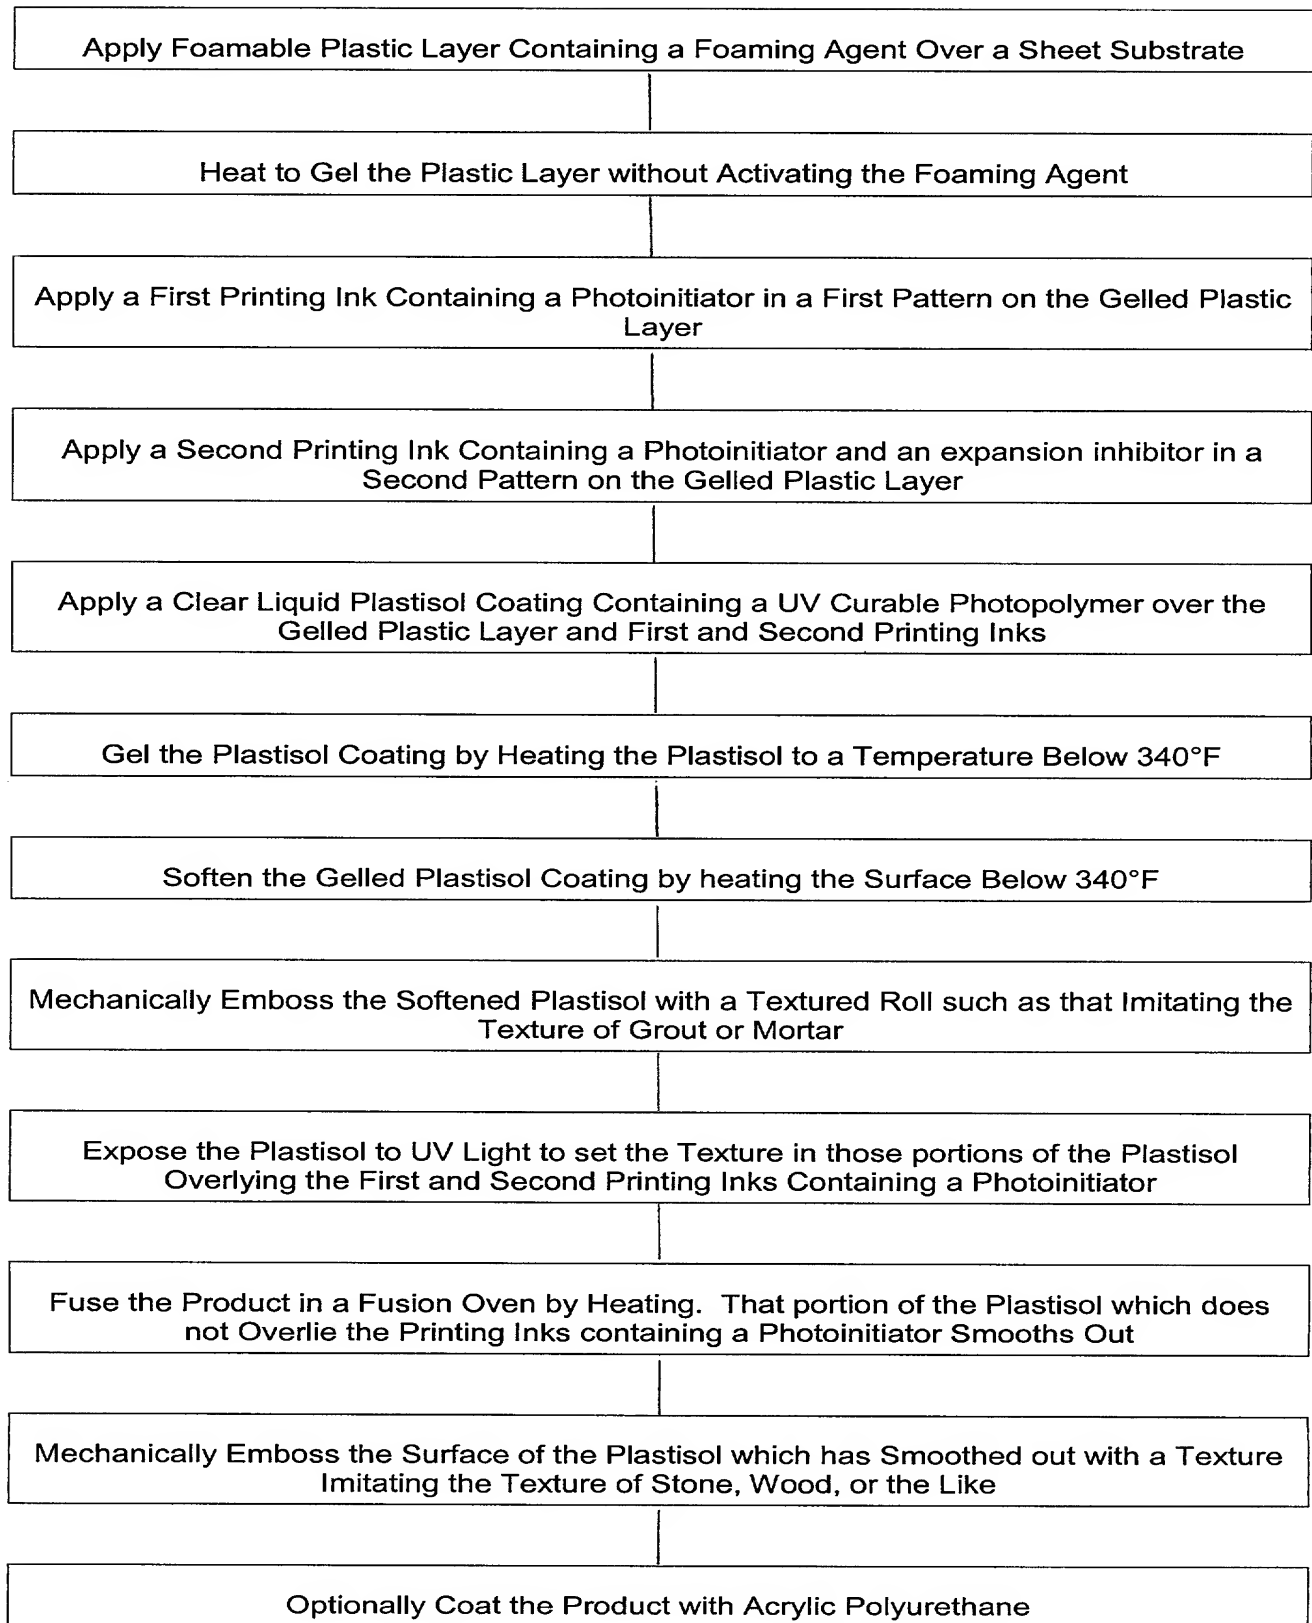 Apply Foamable Plastic Layer Containing a Foaming Agent Over a Sheet Substrate
Heat to Gel the Plastic Layer without Activating the Foaming Agent
Apply a First Printing Ink Containing a Photoinitiator in a First Pattern on the Gelled Plastic
Layer
Apply a Second Printing Ink Containing a Photoinitiator and an expansion inhibitor in a
Second Pattern on the Gelled Plastic Layer
Apply a Clear Liquid Plastisol Coating Containing a UV Curable Photopolymer over the
Gelled Plastic Layer and First and Second Printing Inks
Gel the Plastisol Coating by Heating the Plastisol to a Temperature Below 340°F
Soften the Gelled Plastisol Coating by heating the Surface Below 340°F
Mechanically Emboss the Softened Plastisol with a Textured Roll such as that Imitating the
Texture of Grout or Mortar
Expose the Plastisol to UV Light to set the Texture in those portions of the Plastisol
Overlying the First and Second Printing Inks Containing a Photoinitiator
Fuse the Product in a Fusion Oven by Heating. That portion of the Plastisol which does
not Overlie the Printing Inks containing a Photoinitiator Smooths Out
Mechanically Emboss the Surface of the Plastisol which has Smoothed out with a Texture
Imitating the Texture of Stone, Wood, or the Like
Optionally Coat the Product with Acrylic Polyurethane